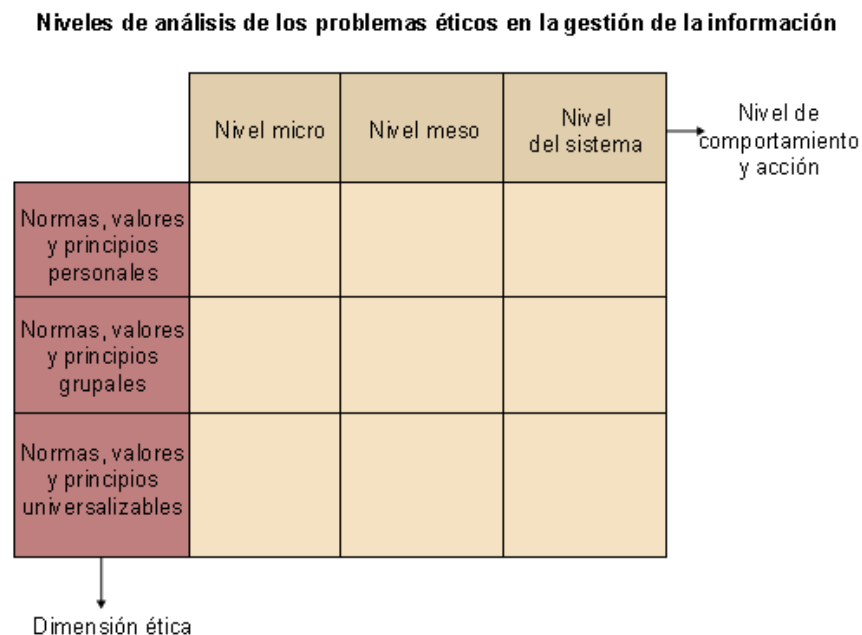 Niveles de análisis de los problemas éticos en la gestión de la información
Nivel micro
Nivel meso
Nivel
del sistema
Nivel de
comportamiento
y acción
Normas, valores
y principios
personales
Normas, valores
y principios
grupales
Normas, valores
y principios
universalizables
Dimensión ética